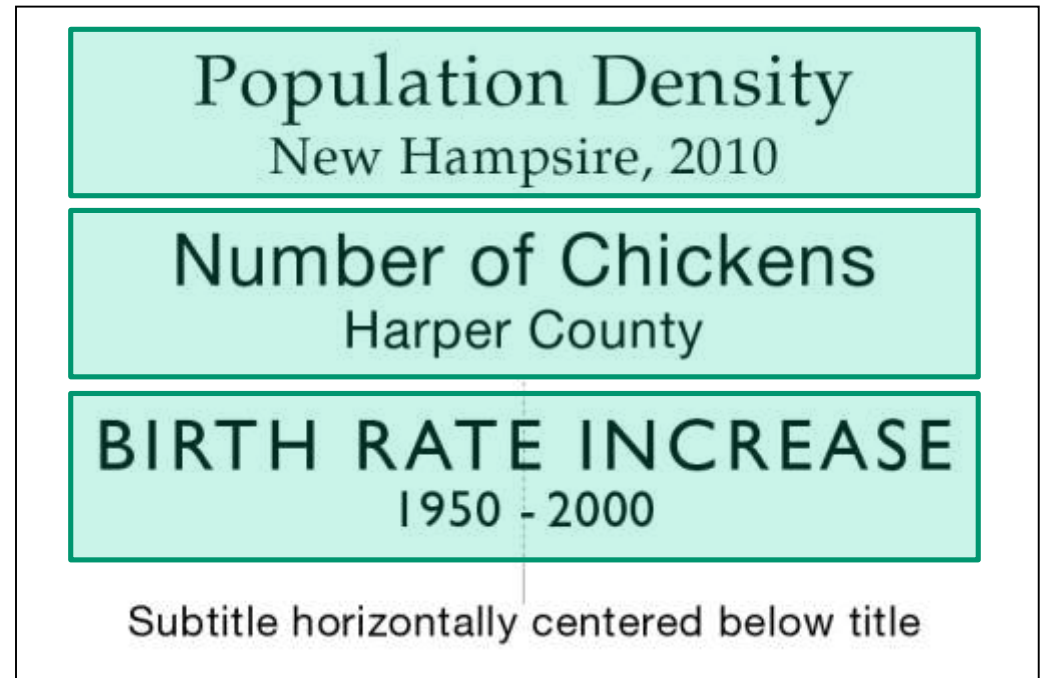 Population Density
New Hampsire, 2010
Number of Chickens
Harper County
BIRTH RATE INCREASE
1950 - 2000
Subtitle horizontally centered below title